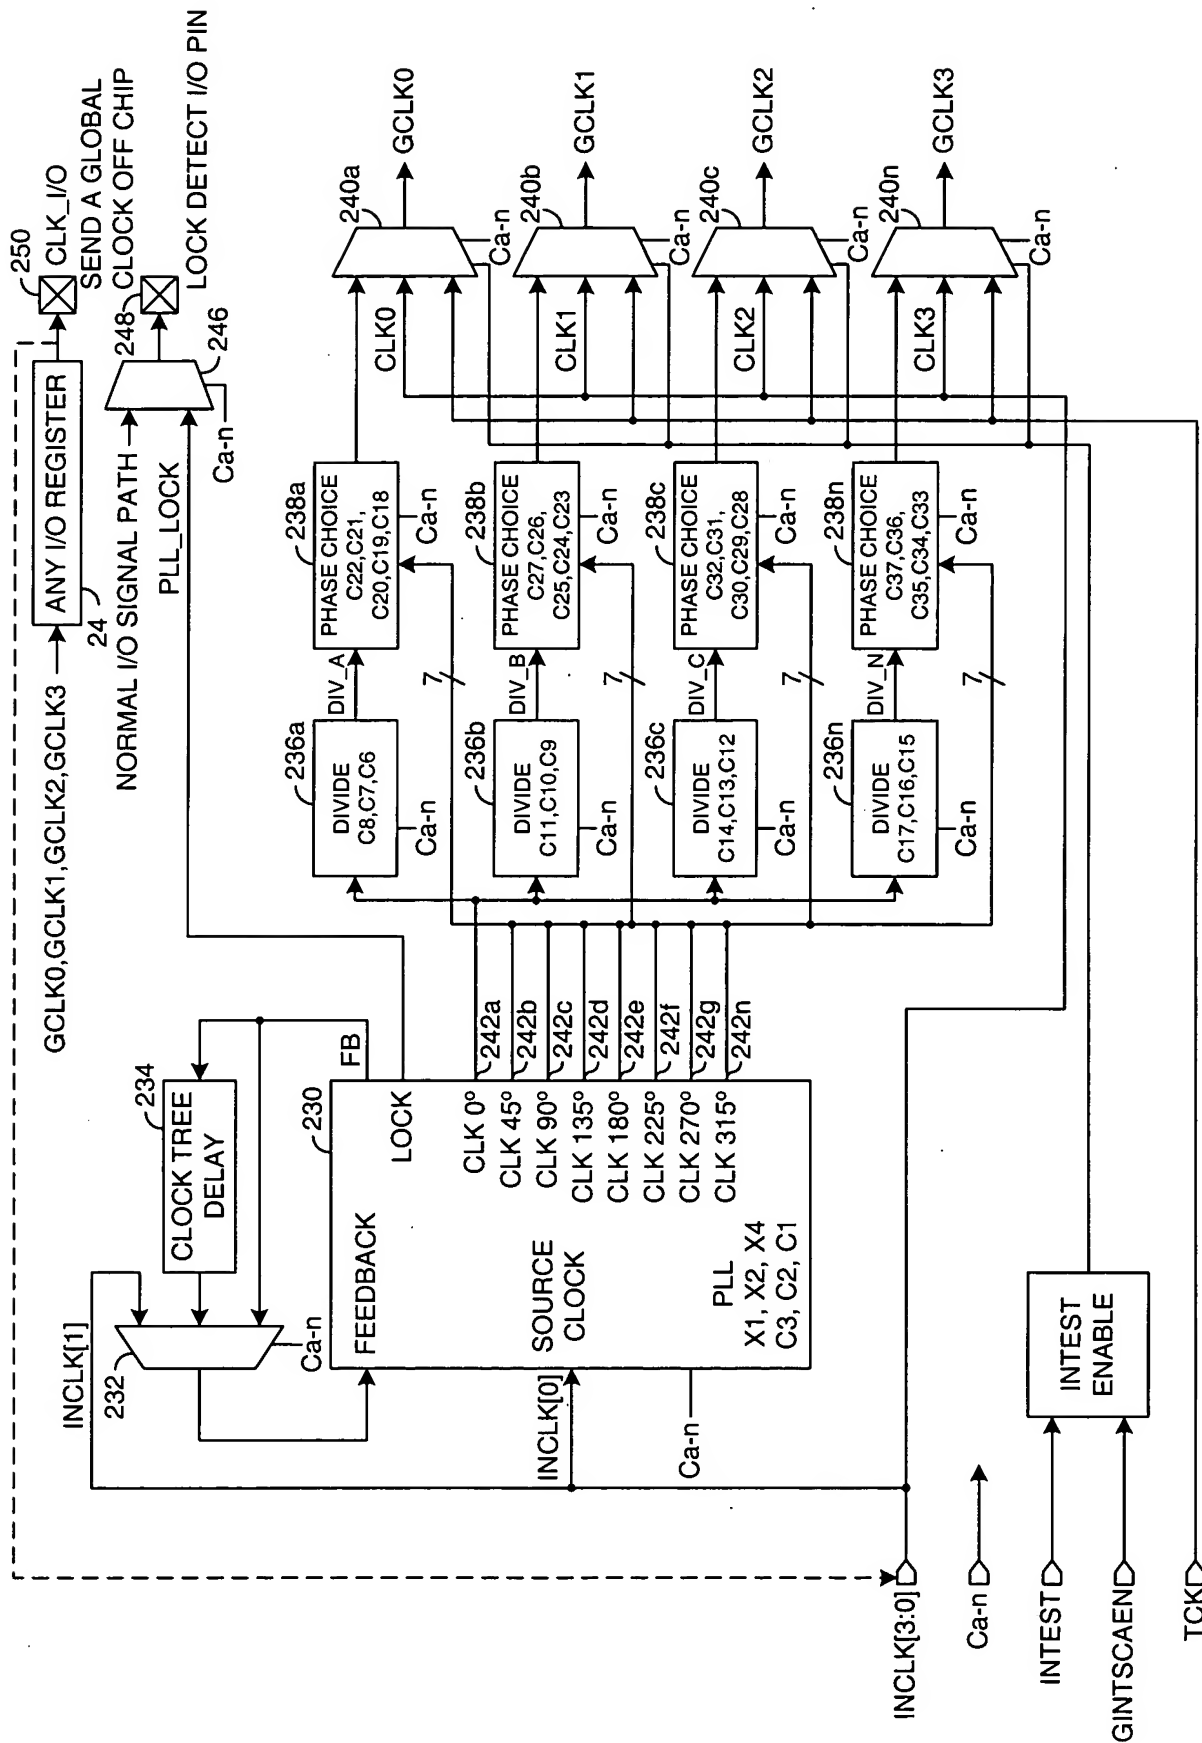 GCLK0,GCLK1,GCLK2,GCLK3
ANY I/O REGISTER
24
250
CLK_I/O
SEND A GLOBAL
CLOCK OFF CHIP
NORMAL I/O SIGNAL PATH
PLL_LOCK
248
246
Ca-n
LOCK DETECT I/O PIN
INCLK[1]
232
Ca-n
CLOCK TREE
DELAY
234
FB
230
FEEDBACK
LOCK
INCLK[0]
SOURCE
CLOCK
CLK 0º
CLK 45º
CLK 90º
CLK 135º
CLK 180º
CLK 225º
CLK 270º
CLK 315º
PLL
X1, X2, X4
C3, C2, C1
Ca-n
242a
242b
242c
242d
242e
242f
242g
242n
236a
DIVIDE
C8,C7,C6
Ca-n
DIV_A
238a
PHASE CHOICE
C22,C21,
C20,C19,C18
Ca-n
7
CLK0
240a
Ca-n
GCLK0
236b
DIVIDE
C11,C10,C9
Ca-n
DIV_B
238b
PHASE CHOICE
C27,C26,
C25,C24,C23
Ca-n
7
CLK1
240b
Ca-n
GCLK1
236c
DIVIDE
C14,C13,C12
Ca-n
DIV_C
238c
PHASE CHOICE
C32,C31,
C30,C29,C28
Ca-n
7
CLK2
240c
Ca-n
GCLK2
236n
DIVIDE
C17,C16,C15
Ca-n
DIV_N
238n
PHASE CHOICE
C37,C36,
C35,C34,C33
Ca-n
7
CLK3
240n
Ca-n
GCLK3
INCLK[3:0]
Ca-n
INTEST
GINTSCAEN
TCK
INTEST
ENABLE